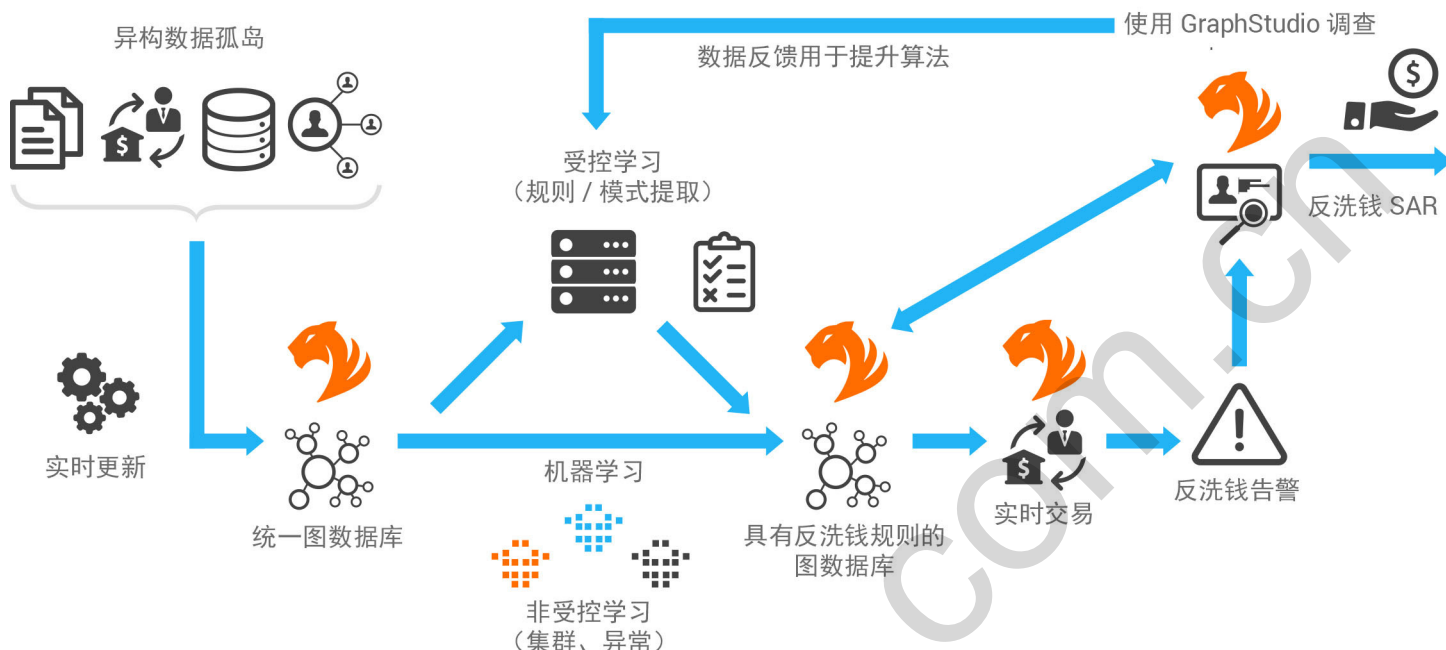 异构数据孤岛
使用 GraphStudio 调查
数据反馈用于提升算法
受控学习
（规则 / 模式提取）
反洗钱 SAR
实时更新
机器学习
反洗钱告警
统一图数据库
具有反洗钱规则的
图数据库
实时交易
非受控学习
（集群、异常）
com.cn